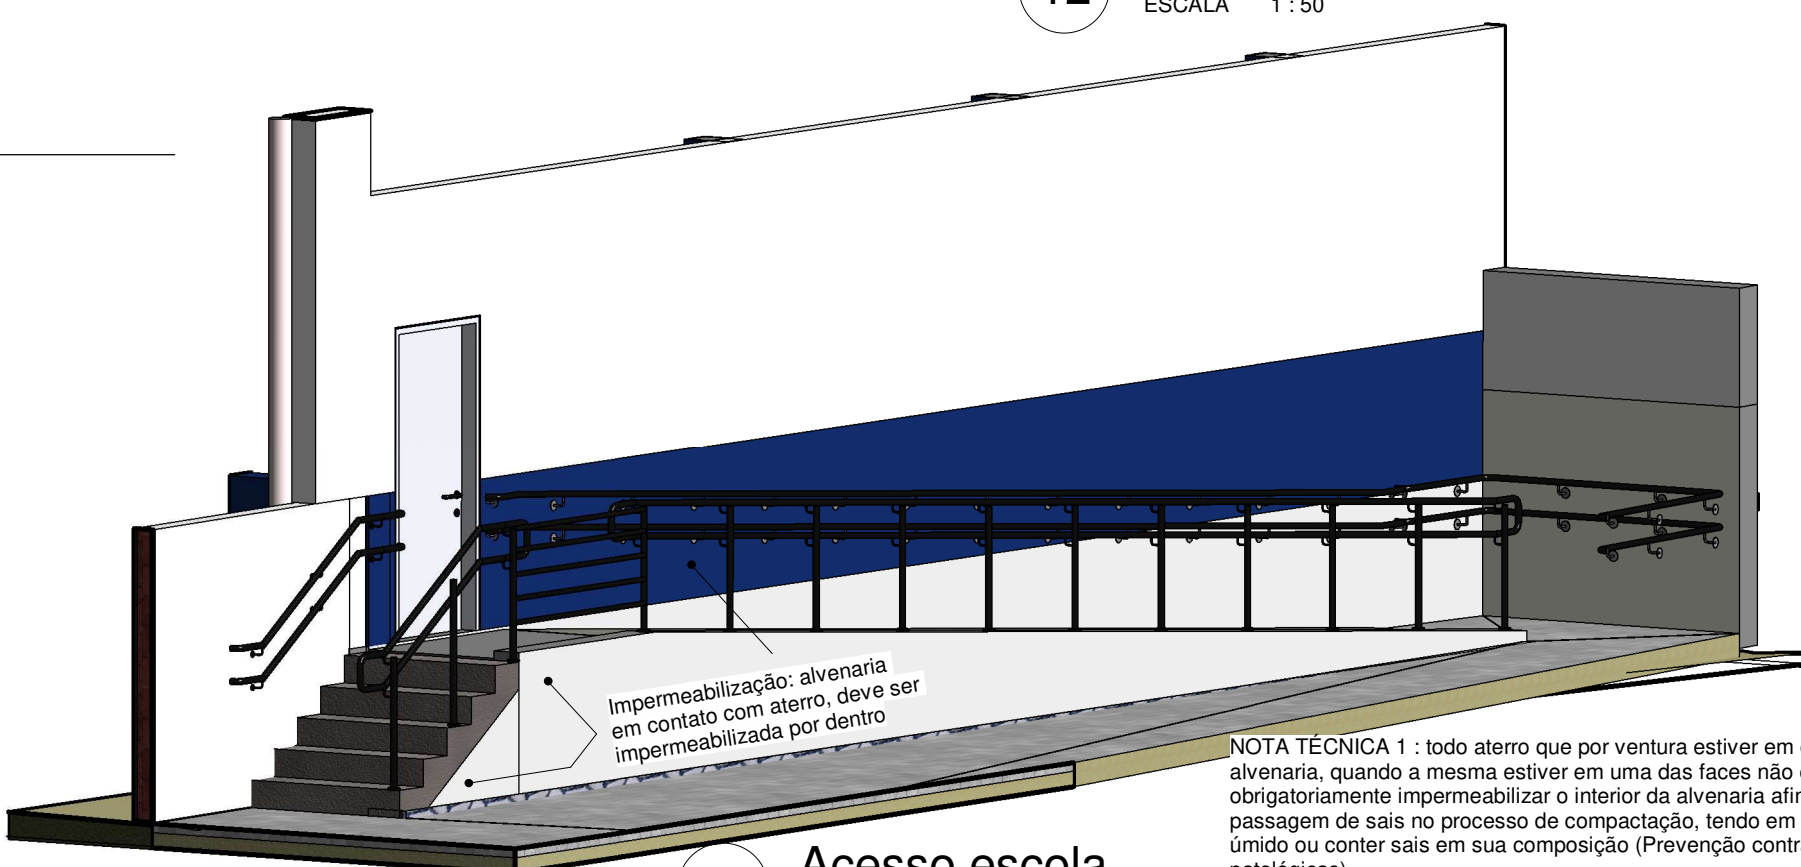 ESCALA 1 : 50
Impermeabilização: alvenaria
em contato com aterro, deve ser
impermeabilizada por dentro
NOTA TÉCNICA 1 : todo aterro que por ventura estiver em
alvenaria, quando a mesma estiver em uma das faces não
obrigatoriamente impermeabilizar o interior da alvenaria
passagem de sais no processo de compactação, tendo em
úmido ou conter sais em sua composição (Prevenção
Acesso escola